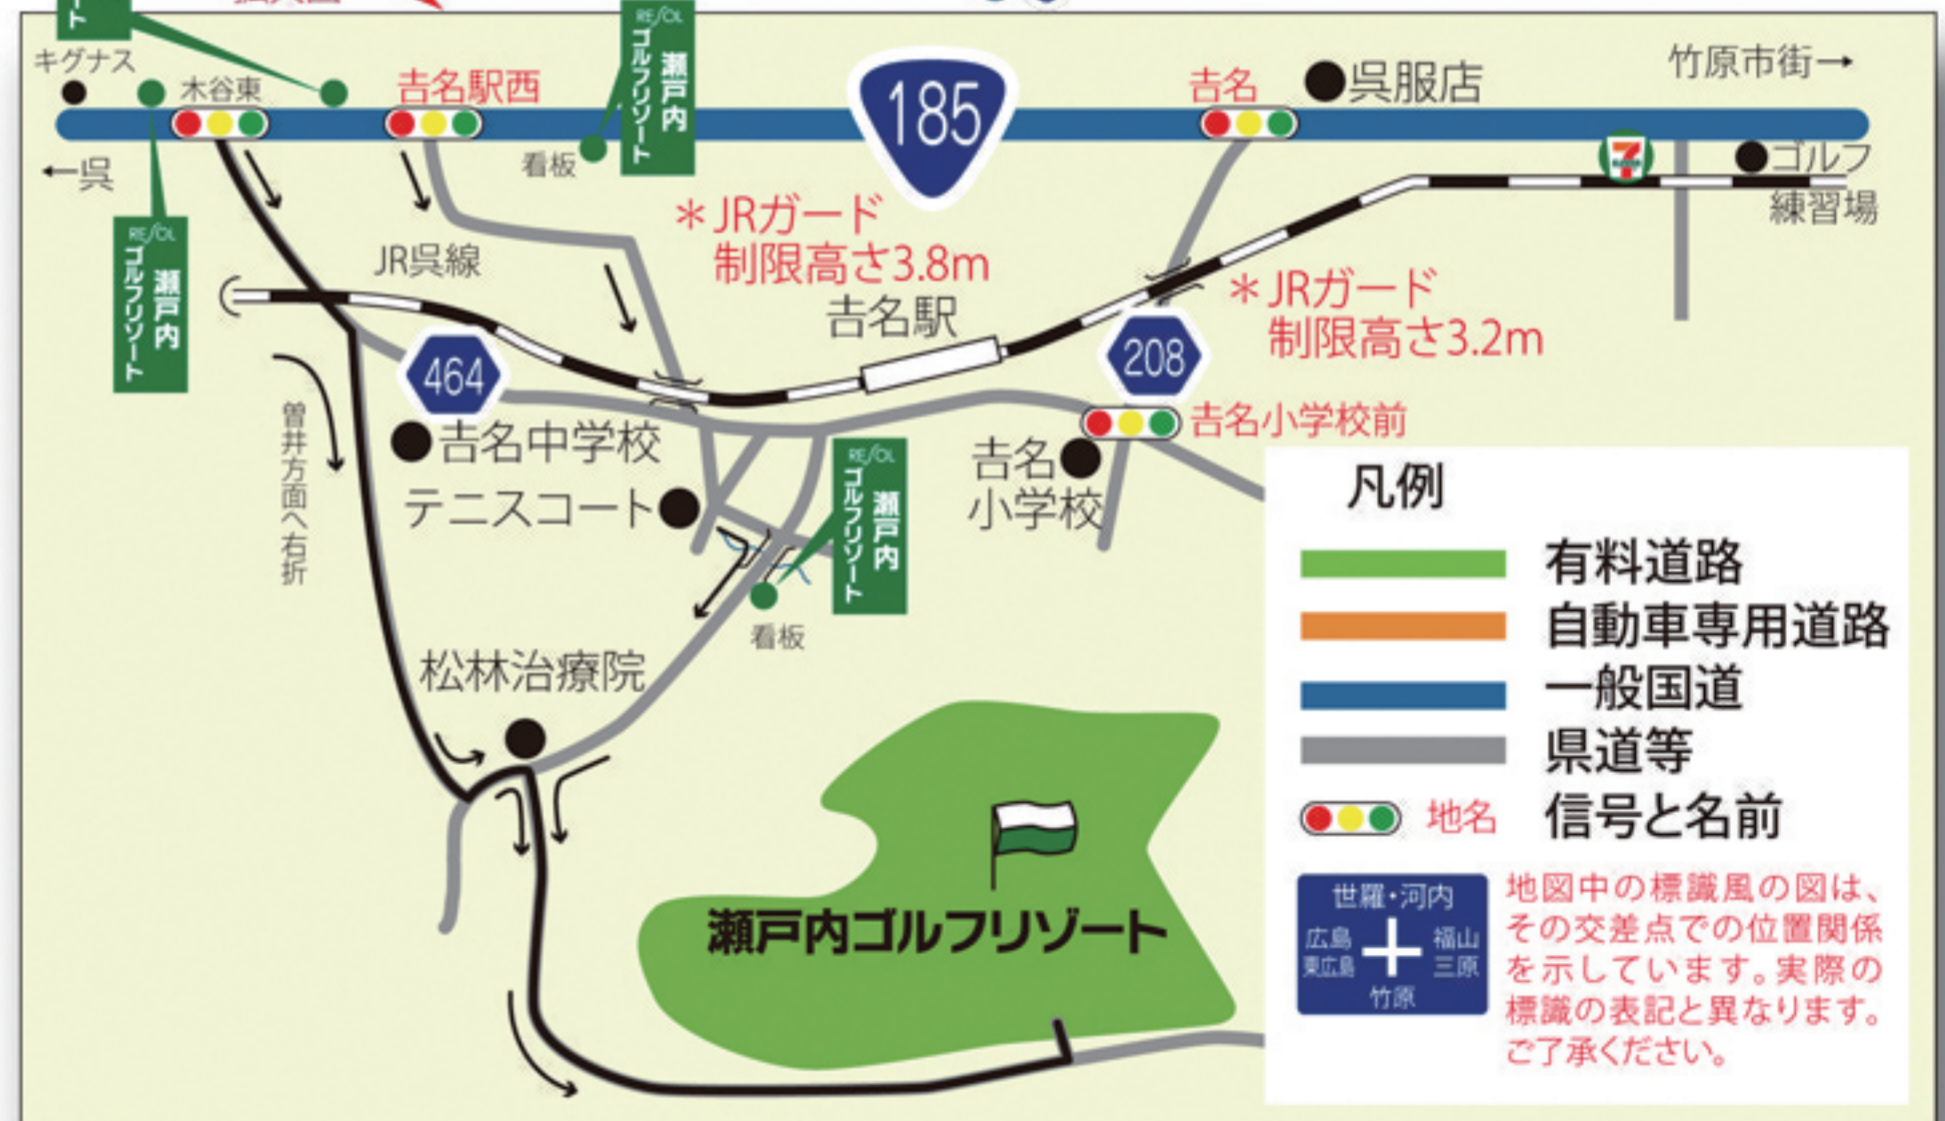 キグナス
木谷東
吉名駅西
RESOL
瀬戸内
ゴルフリゾート
185
吉名
呉服店
竹原市街→
←呉
看板
ゴルフ
練習場
RESOL
瀬戸内
ゴルフリゾート
JR呉線
＊JRガード
制限高さ3.8m
吉名駅
＊JRガード
制限高さ3.2m
464
208
曽井方面へ右折
吉名中学校
テニスコート
RESOL
瀬戸内
ゴルフリゾート
吉名
小学校
吉名小学校前
看板
松林治療院
瀬戸内ゴルフリゾート
凡例
有料道路
自動車専用道路
一般国道
県道等
地名
信号と名前
世羅・河内
広島
東広島
福山
三原
竹原
地図中の標識風の図は、
その交差点での位置関係
を示しています。実際の
標識の表記と異なります。
ご了承ください。